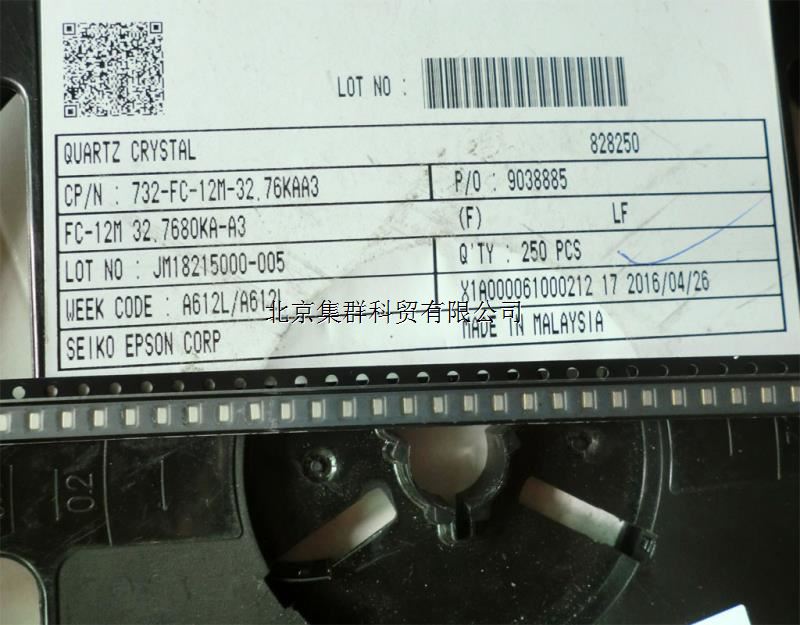 LOT NO :
QUARTZ CRYSTAL 828250
CP/N : 732-FC-12M-32.76KAA3 P/O : 9038885
FC-12M 32.7680KA-A3 (F) LF
LOT NO : JM18215000-005 Q'TY : 250 PCS
WEEK CODE : A612L/A612L X1A000061000212 17 2016/04/26
北京集群科贸有限公司
SEIKO EPSON CORP MADE IN MALAYSIA
0.2